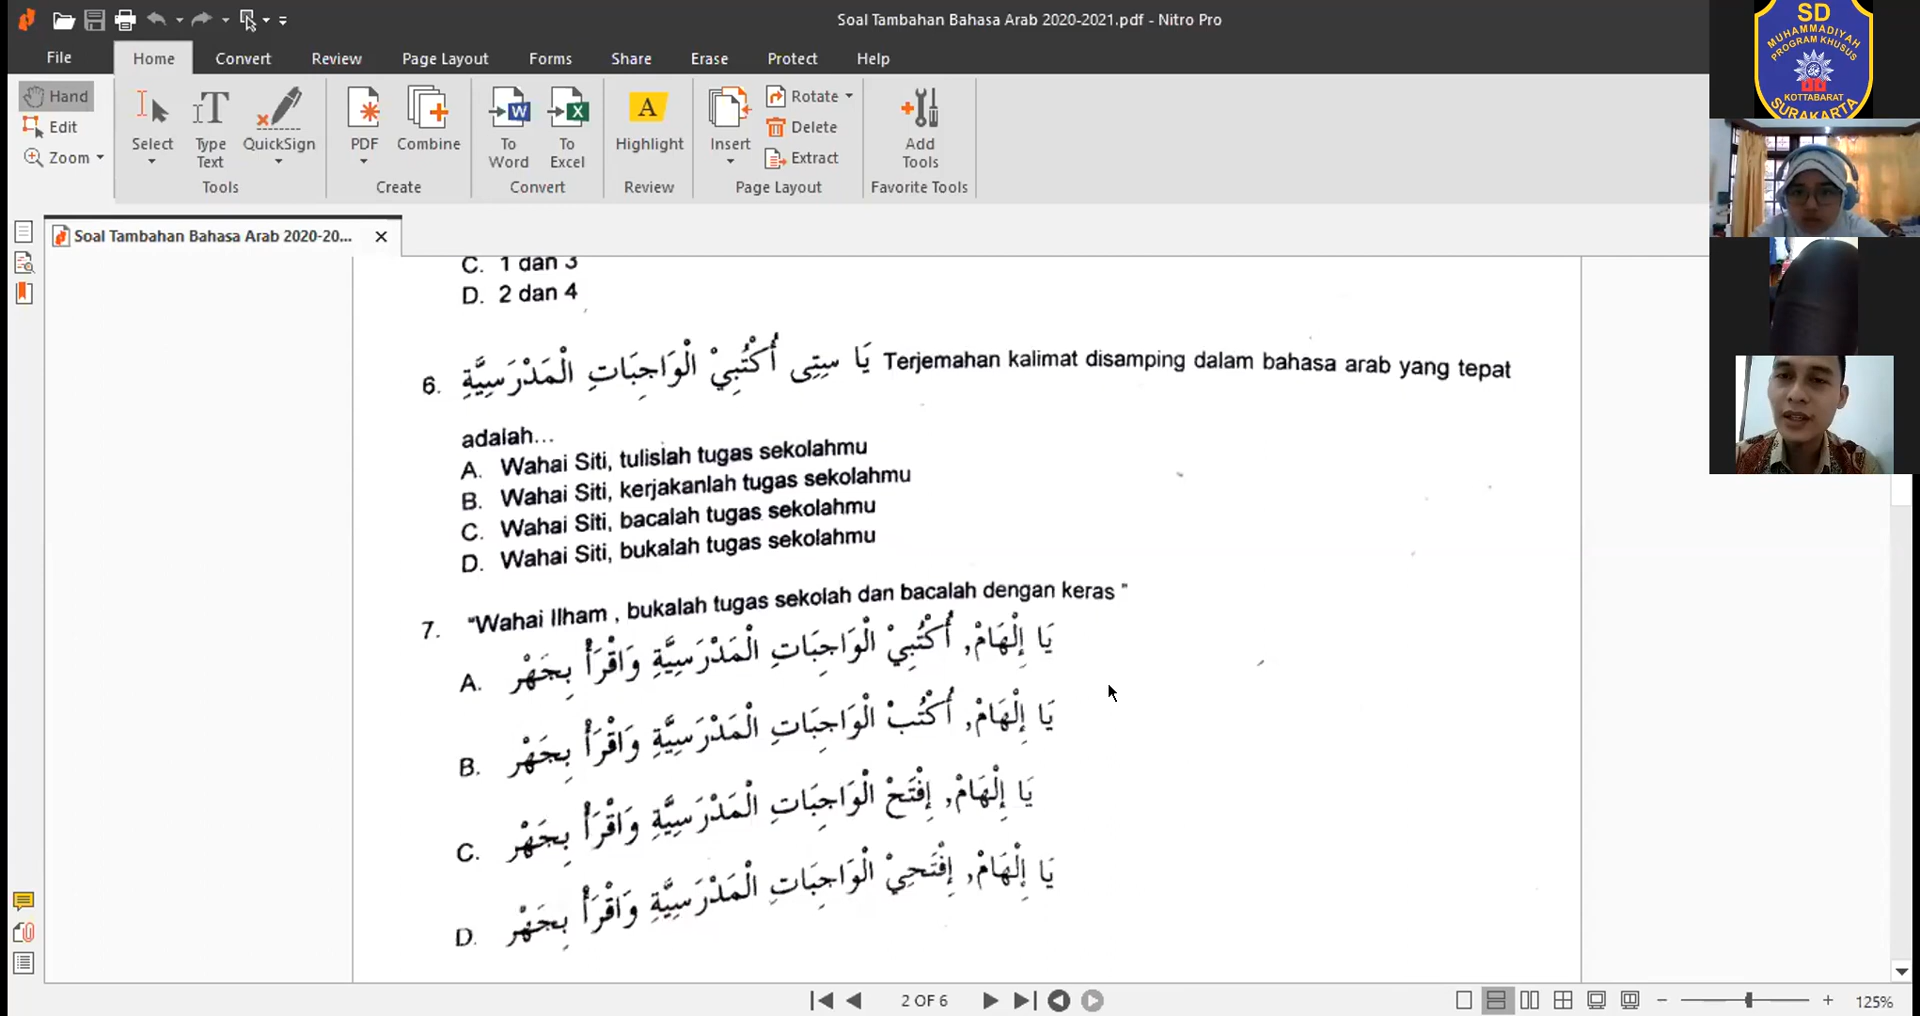 Soal Tambahan Bahasa Arab 2020-2021.pdf - Nitro Pro
File Home Convert Review Page Layout Forms Share Erase Protect Help
Hand
Edit
Zoom
Select
Type Text
QuickSign
Tools
PDF
Combine
Create
To Word
To Excel
Convert
Highlight
Review
Insert
Rotate
Delete
Extract
Page Layout
Add Tools
Favorite Tools
SD
MUHAMMADIYAH
PROGRAM KHUSUS
KOTTABARAT
SURAKARTA
Soal Tambahan Bahasa Arab 2020-20...
C. 1 dan 3
D. 2 dan 4
6. يَا سِتِى أُكْتُبِيْ الْوَاجِبَاتِ الْمَدْرَسِيَّةِ Terjemahan kalimat disamping dalam bahasa arab yang tepat
adalah...
A. Wahai Siti, tulislah tugas sekolahmu
B. Wahai Siti, kerjakanlah tugas sekolahmu
C. Wahai Siti, bacalah tugas sekolahmu
D. Wahai Siti, bukalah tugas sekolahmu
7. "Wahai Ilham , bukalah tugas sekolah dan bacalah dengan keras "
A. يَا إِلْهَامْ, أُكْتُبِيْ الْوَاجِبَاتِ الْمَدْرَسِيَّةِ وَاقْرَأْ بِجَهْرِ
B. يَا إِلْهَامْ, أُكْتُبْ الْوَاجِبَاتِ الْمَدْرَسِيَّةِ وَاقْرَأْ بِجَهْرِ
C. يَا إِلْهَامْ, إِفْتَحْ الْوَاجِبَاتِ الْمَدْرَسِيَّةِ وَاقْرَأْ بِجَهْرِ
D. يَا إِلْهَامْ, إِفْتَحِيْ الْوَاجِبَاتِ الْمَدْرَسِيَّةِ وَاقْرَأْ بِجَهْرِ
2 OF 6
125%